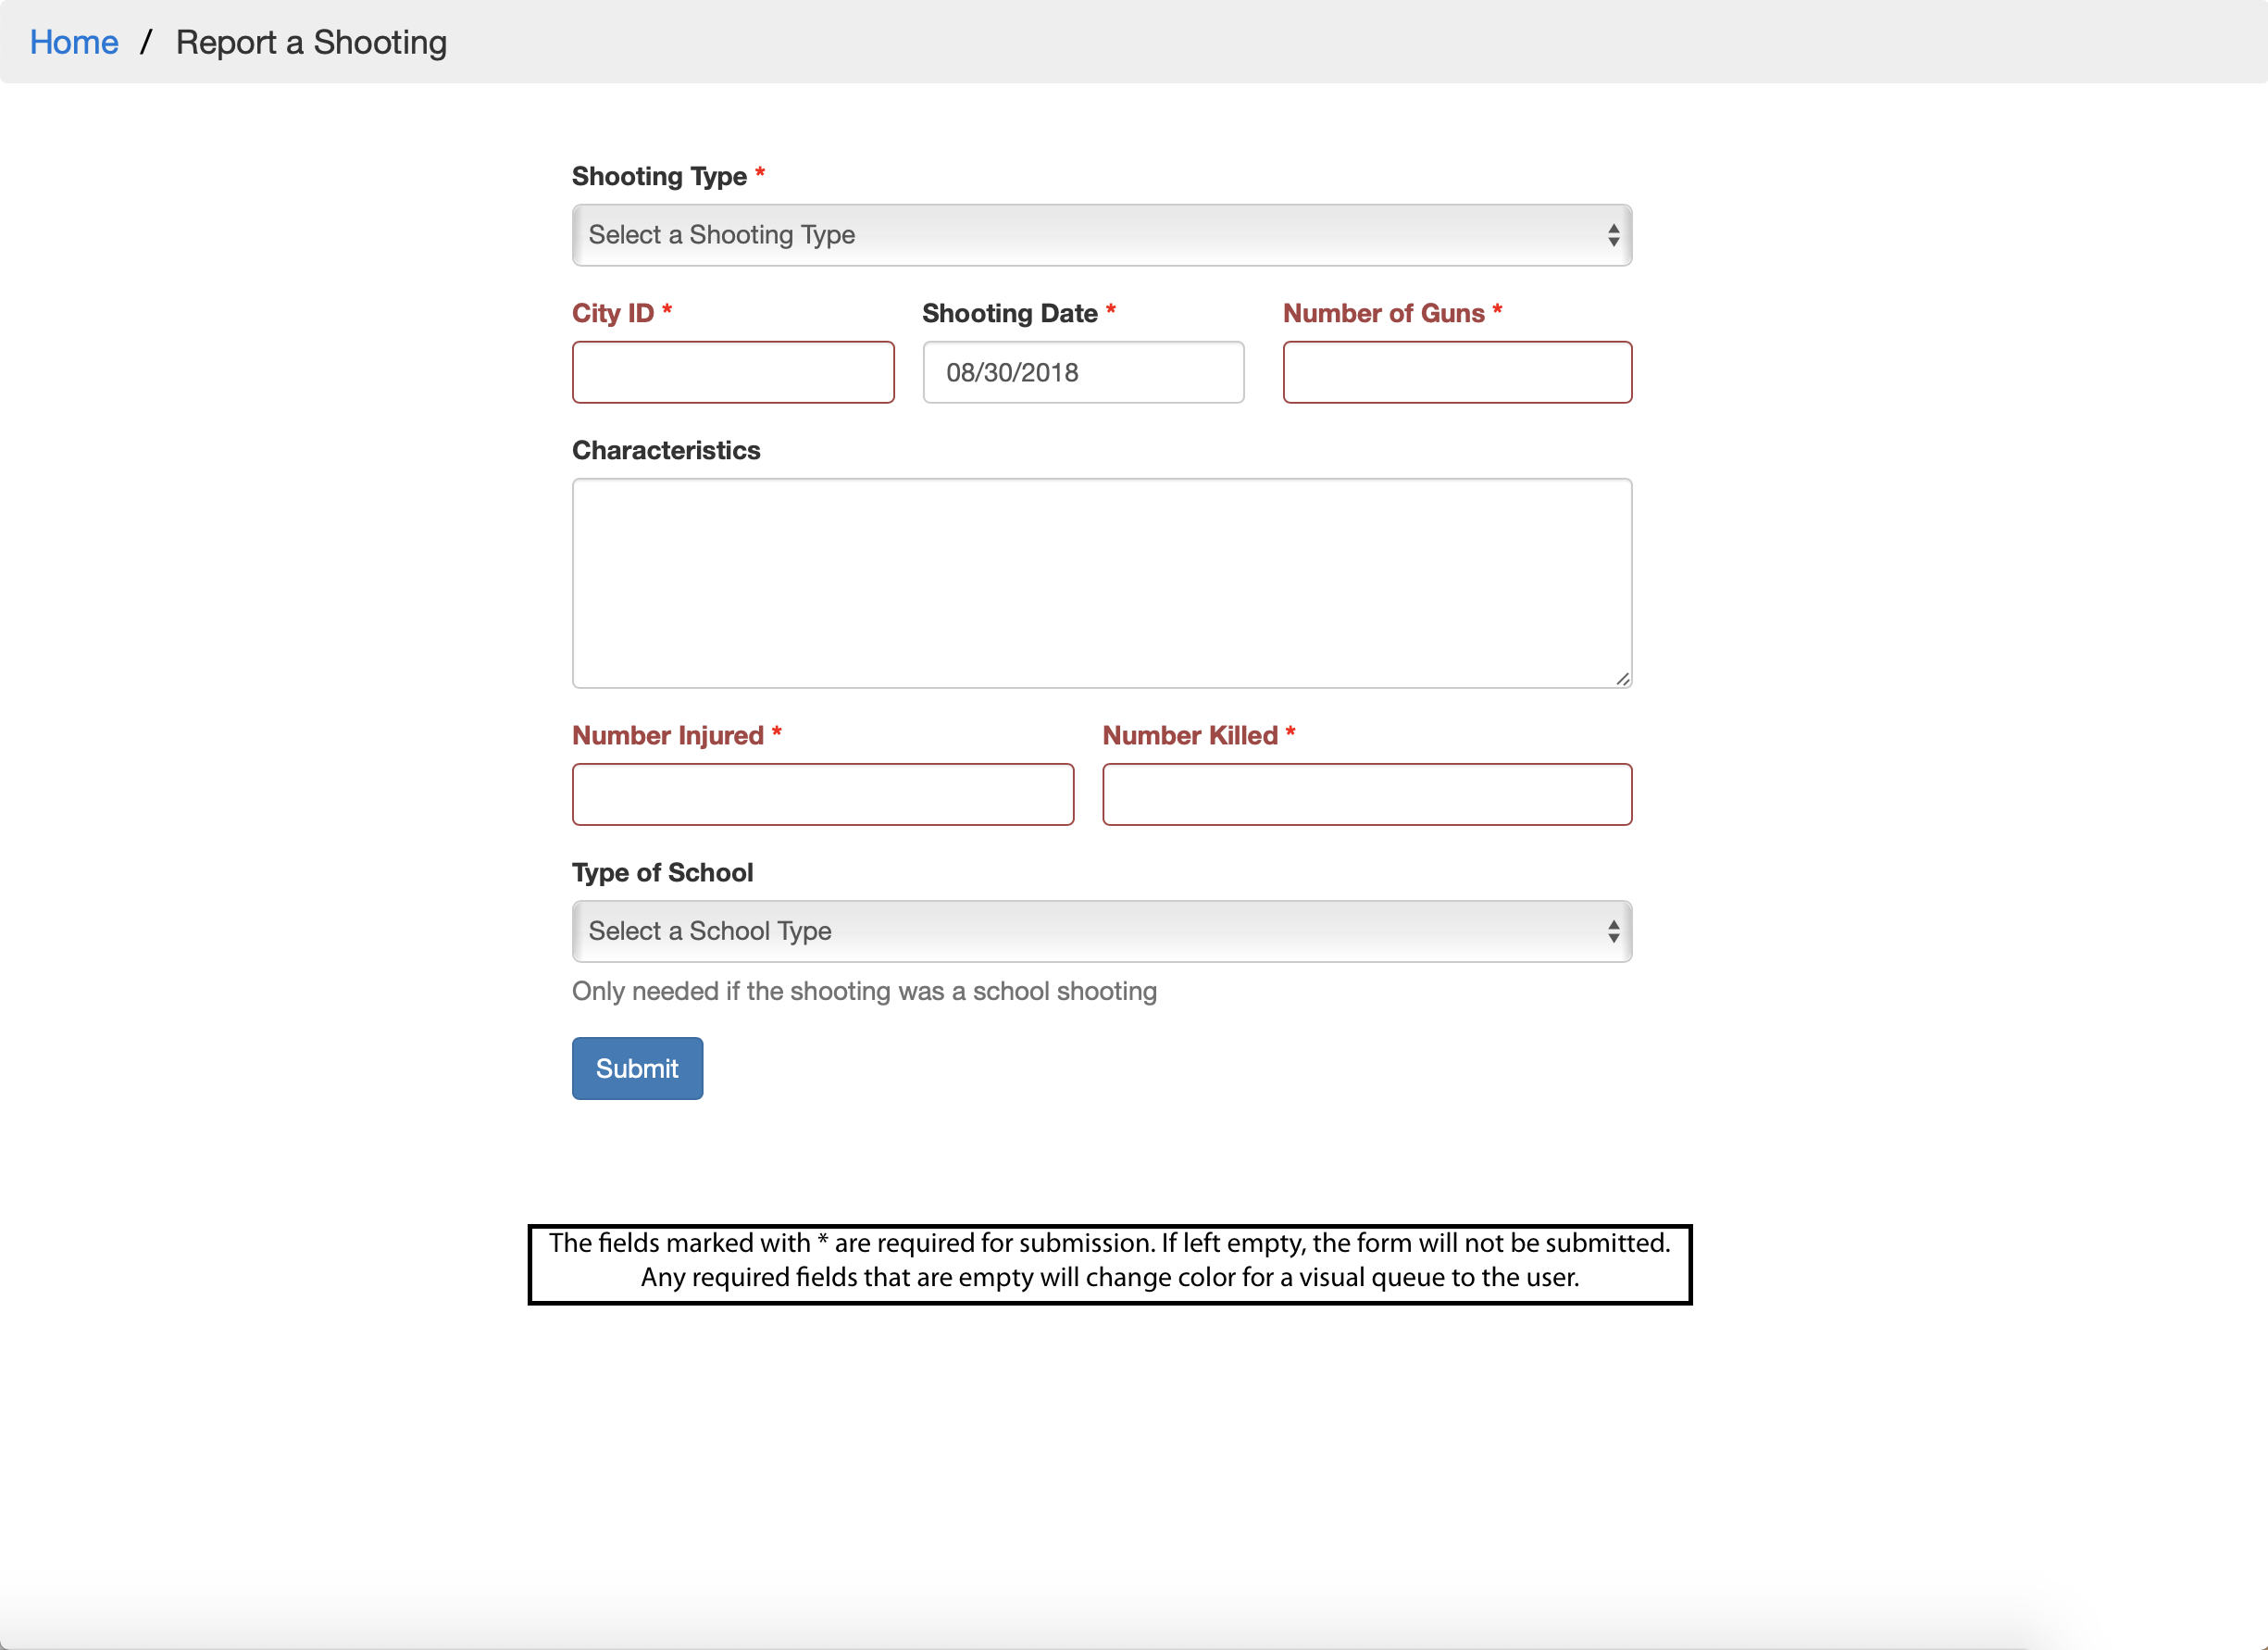 Home / Report a Shooting
Shooting Type *
Select a Shooting Type
City ID * Shooting Date * Number of Guns *
08/30/2018
Characteristics
Number Injured * Number Killed *
Type of School
Select a School Type
Only needed if the shooting was a school shooting
Submit
The fields marked with * are required for submission. If left empty, the form will not be submitted.
Any required fields that are empty will change color for a visual queue to the user.